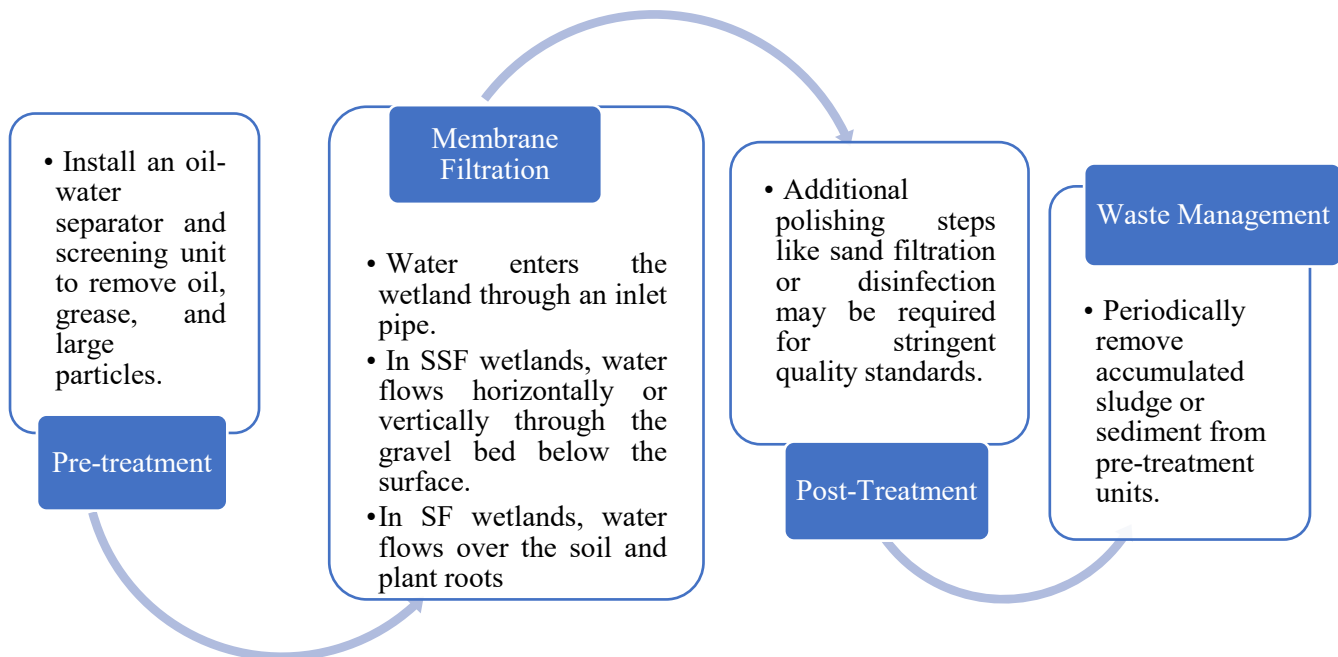 • Install an oil-
water
separator and
screening unit
to remove oil,
grease, and
large
particles.
Pre-treatment
Membrane
Filtration
• Water enters the
wetland through an inlet
pipe.
• In SSF wetlands, water
flows horizontally or
vertically through the
gravel bed below the
surface.
•In SF wetlands, water
flows over the soil and
plant roots
• Additional
polishing steps
like sand filtration
or disinfection
may be required
for stringent
quality standards.
Post-Treatment
Waste Management
• Periodically
remove
accumulated
sludge or
sediment from
pre-treatment
units.